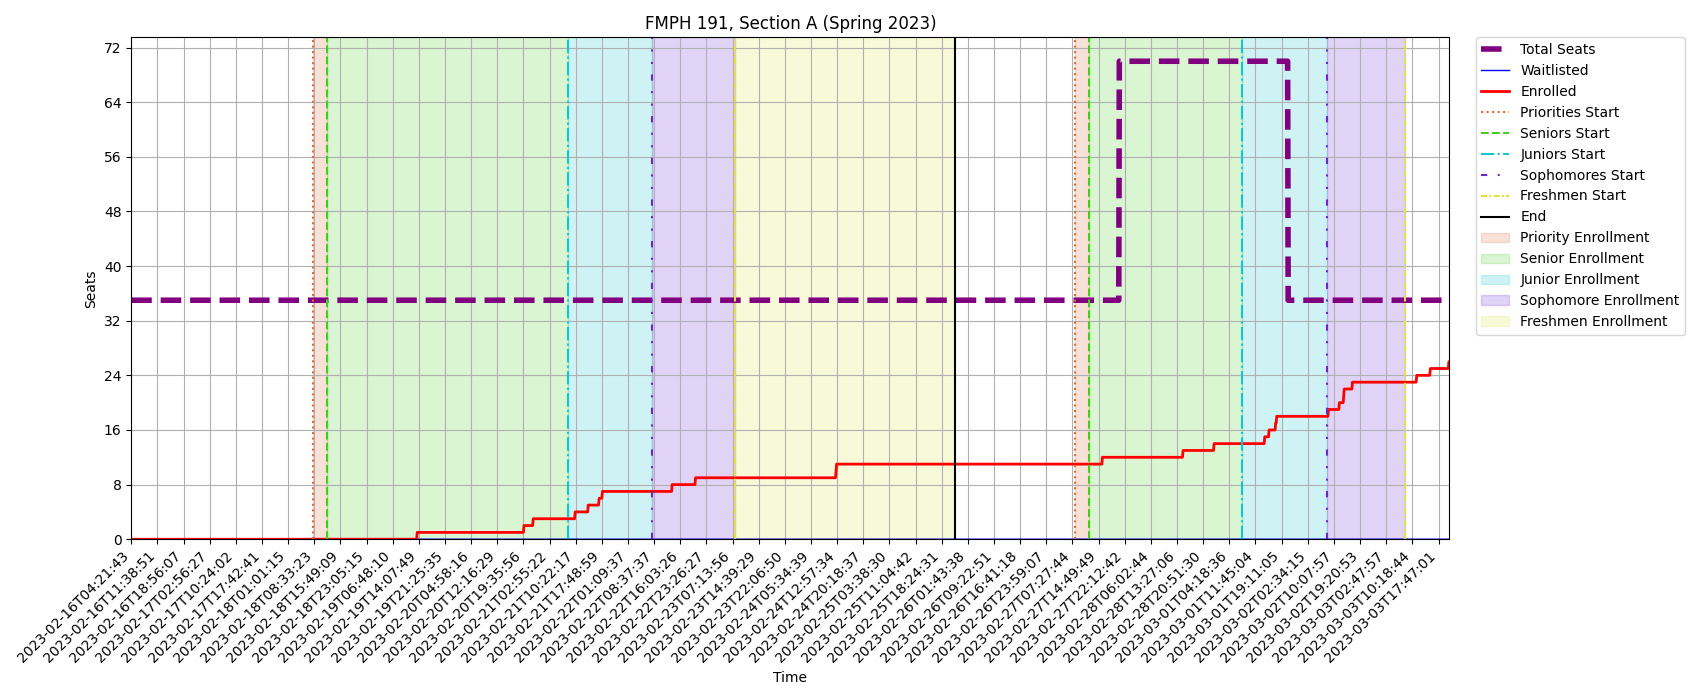 FMPH 191, Section A (Spring 2023)
72
64
56
48
40
32
24
16
8
0
Seats
2023-02-16T04:21:43
2023-02-16T11:38:51
2023-02-16T18:56:07
2023-02-17T02:56:27
2023-02-17T10:24:02
2023-02-17T17:42:41
2023-02-18T01:01:15
2023-02-18T08:33:23
2023-02-18T15:49:09
2023-02-18T23:05:15
2023-02-19T06:48:10
2023-02-19T14:07:49
2023-02-19T21:25:35
2023-02-20T04:58:16
2023-02-20T12:16:29
2023-02-20T19:35:56
2023-02-21T02:55:22
2023-02-21T10:22:17
2023-02-21T17:48:59
2023-02-22T01:09:37
2023-02-22T08:37:37
2023-02-22T16:03:26
2023-02-22T23:26:27
2023-02-23T07:13:56
2023-02-23T14:39:29
2023-02-23T22:06:50
2023-02-24T05:34:39
2023-02-24T12:57:34
2023-02-24T20:18:37
2023-02-25T03:38:30
2023-02-25T11:04:42
2023-02-25T18:24:31
2023-02-26T01:43:38
2023-02-26T09:22:51
2023-02-26T16:41:18
2023-02-26T23:59:07
2023-02-27T07:27:44
2023-02-27T14:49:49
2023-02-27T22:12:42
2023-02-28T06:02:44
2023-02-28T13:27:06
2023-02-28T20:51:30
2023-03-01T04:18:36
2023-03-01T11:45:04
2023-03-01T19:11:05
2023-03-02T02:34:15
2023-03-02T10:07:57
2023-03-02T19:20:53
2023-03-03T02:47:57
2023-03-03T10:18:44
2023-03-03T17:47:01
Time
Total Seats
Waitlisted
Enrolled
Priorities Start
Seniors Start
Juniors Start
Sophomores Start
Freshmen Start
End
Priority Enrollment
Senior Enrollment
Junior Enrollment
Sophomore Enrollment
Freshmen Enrollment